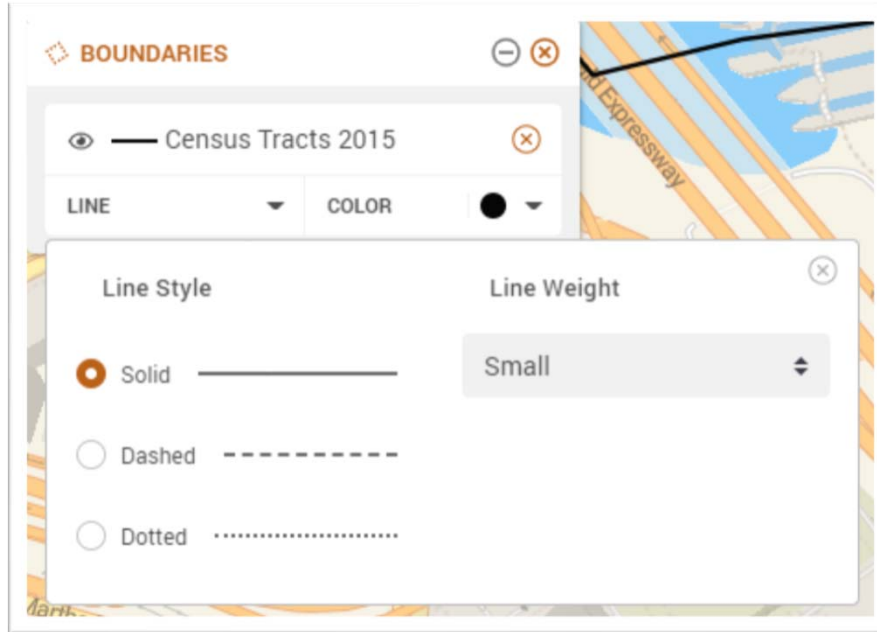 BOUNDARIES
Census Tracts 2015
LINE COLOR
Line Style Line Weight
Solid Small
Dashed
Dotted
Expressway